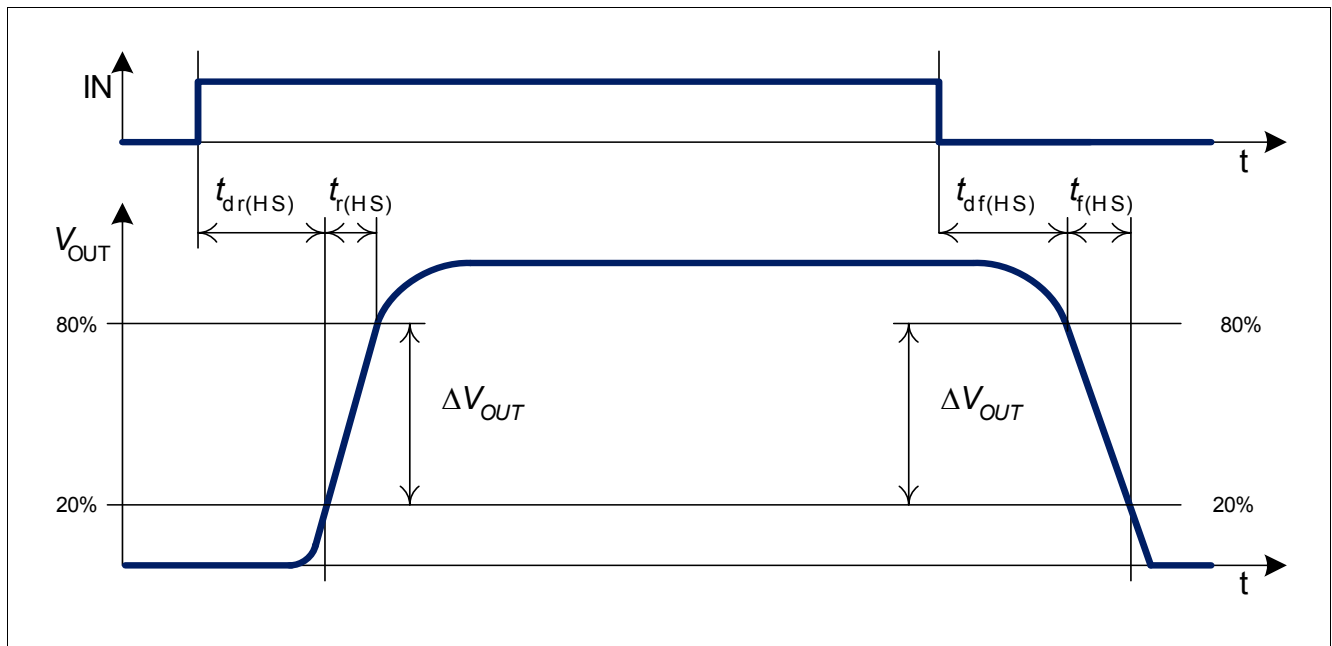 IN
t
tdr(HS) tr(HS) tdf(HS) tf(HS)
VOUT
80% 80%
ΔVOUT ΔVOUT
20% 20%
t